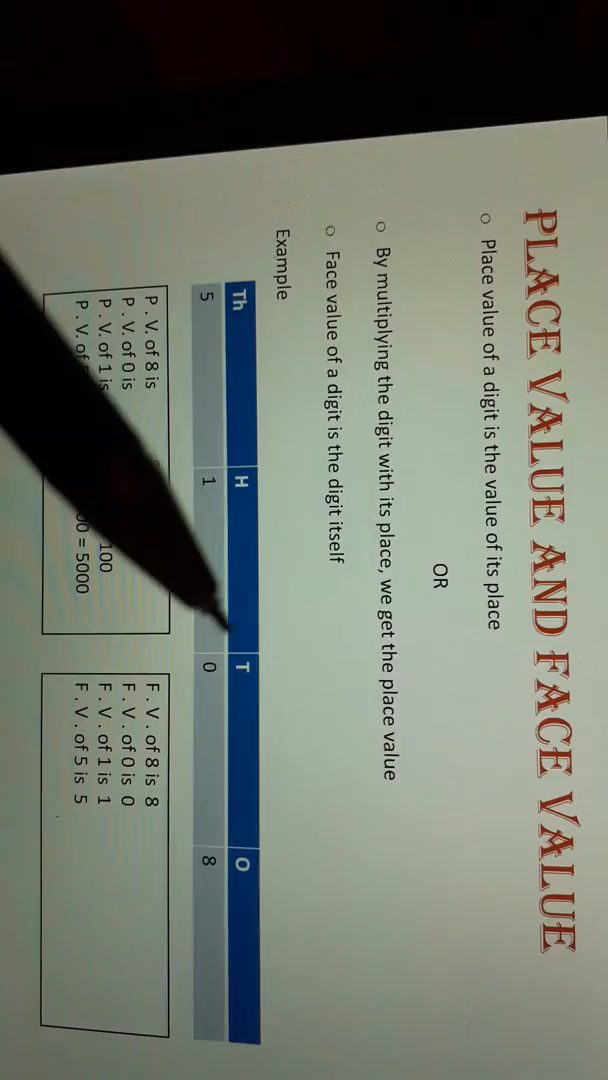 PLACE VALUE AND FACE VALUE
○ Place value of a digit is the value of its place
OR
○ By multiplying the digit with its place, we get the place value
○ Face value of a digit is the digit itself
Example
Th H T O
5 1 0 8
P . V. of 8 is
P . V. of 0 is
P . V. of 1 is 100
P . V. of = 5000
F . V . of 8 is 8
F . V . of 0 is 0
F . V . of 1 is 1
F . V . of 5 is 5